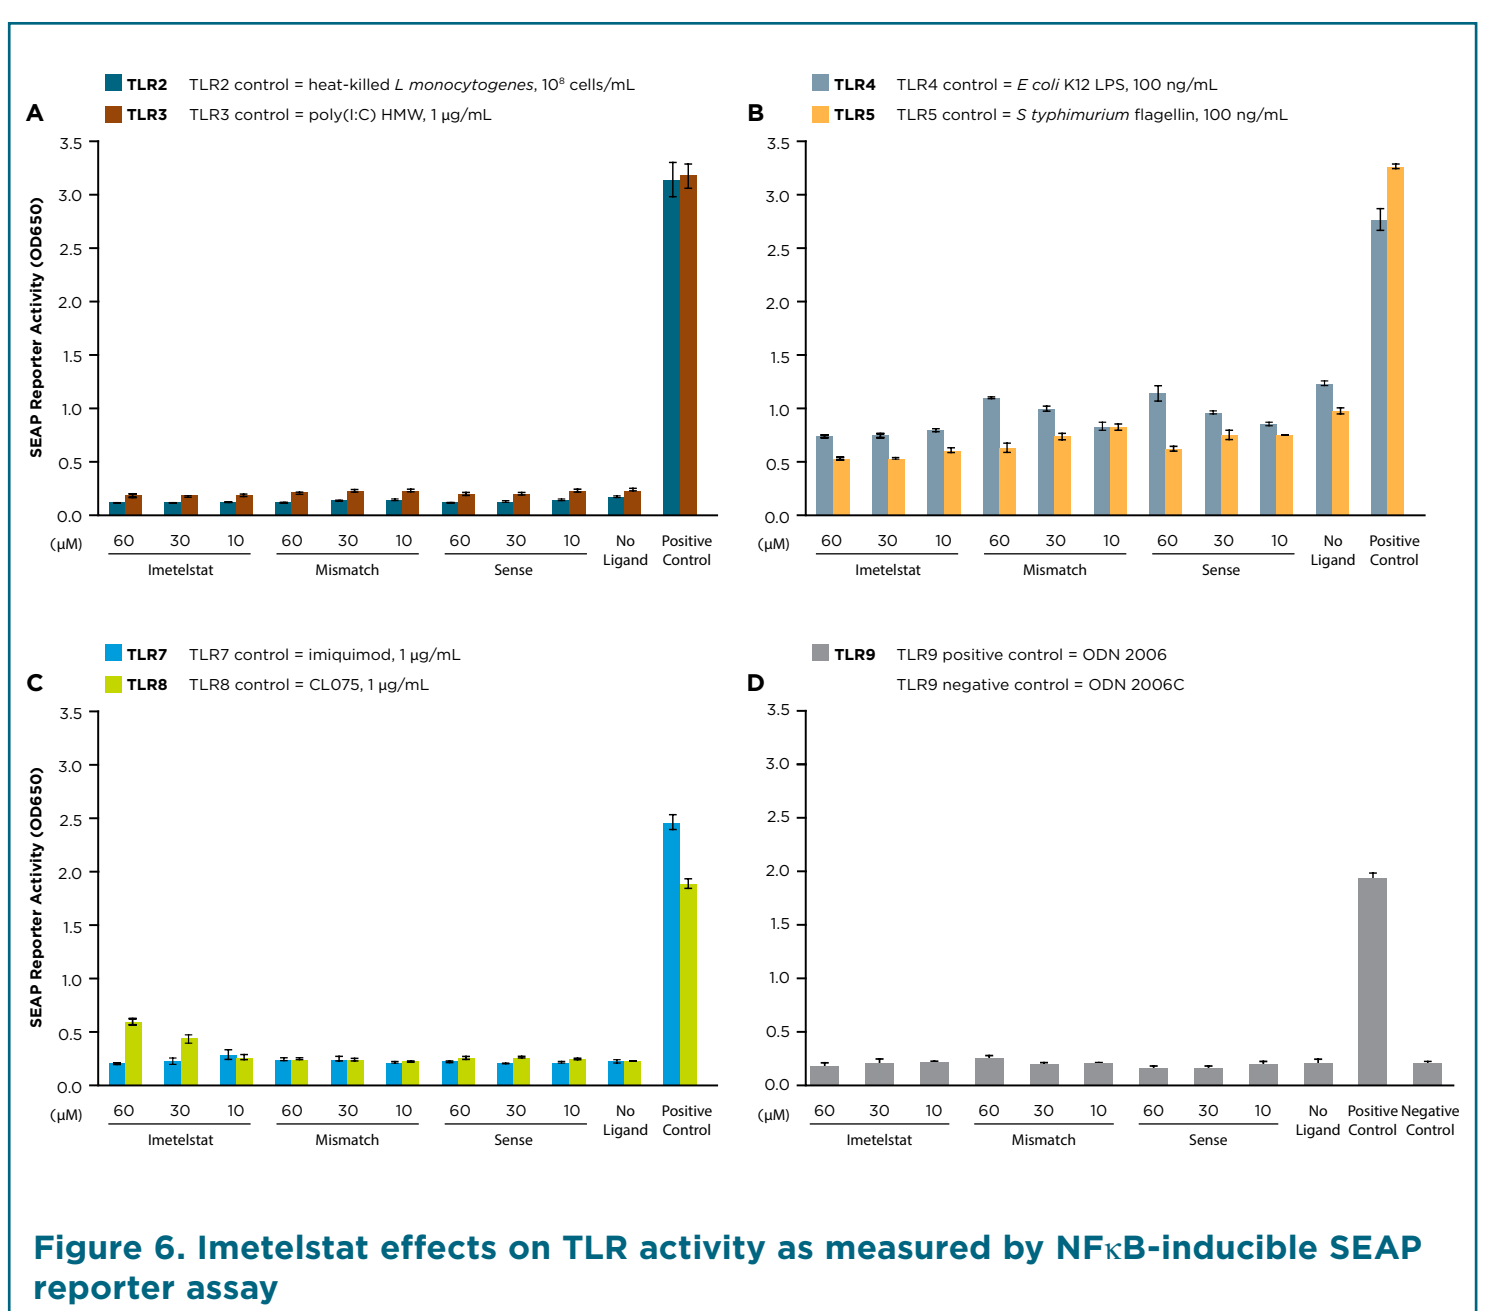 TLR2 TLR2 control = heat-killed L monocytogenes, 10⁸ cells/mL
A TLR3 TLR3 control = poly(I:C) HMW, 1 µg/mL
SEAP Reporter Activity (OD650)
3.5
3.0
2.5
2.0
1.5
1.0
0.5
0.0
(µM) 60 30 10 60 30 10 60 30 10 No Ligand Positive Control
Imetelstat Mismatch Sense
TLR4 TLR4 control = E coli K12 LPS, 100 ng/mL
B TLR5 TLR5 control = S typhimurium flagellin, 100 ng/mL
3.5
3.0
2.5
2.0
1.5
1.0
0.5
0.0
(µM) 60 30 10 60 30 10 60 30 10 No Ligand Positive Control
Imetelstat Mismatch Sense
TLR7 TLR7 control = imiquimod, 1 µg/mL
C TLR8 TLR8 control = CL075, 1 µg/mL
SEAP Reporter Activity (OD650)
3.5
3.0
2.5
2.0
1.5
1.0
0.5
0.0
(µM) 60 30 10 60 30 10 60 30 10 No Ligand Positive Control
Imetelstat Mismatch Sense
TLR9 TLR9 positive control = ODN 2006
D TLR9 negative control = ODN 2006C
3.5
3.0
2.5
2.0
1.5
1.0
0.5
0.0
(µM) 60 30 10 60 30 10 60 30 10 No Ligand Positive Control Negative Control
Imetelstat Mismatch Sense
Figure 6. Imetelstat effects on TLR activity as measured by NFκB-inducible SEAP
reporter assay